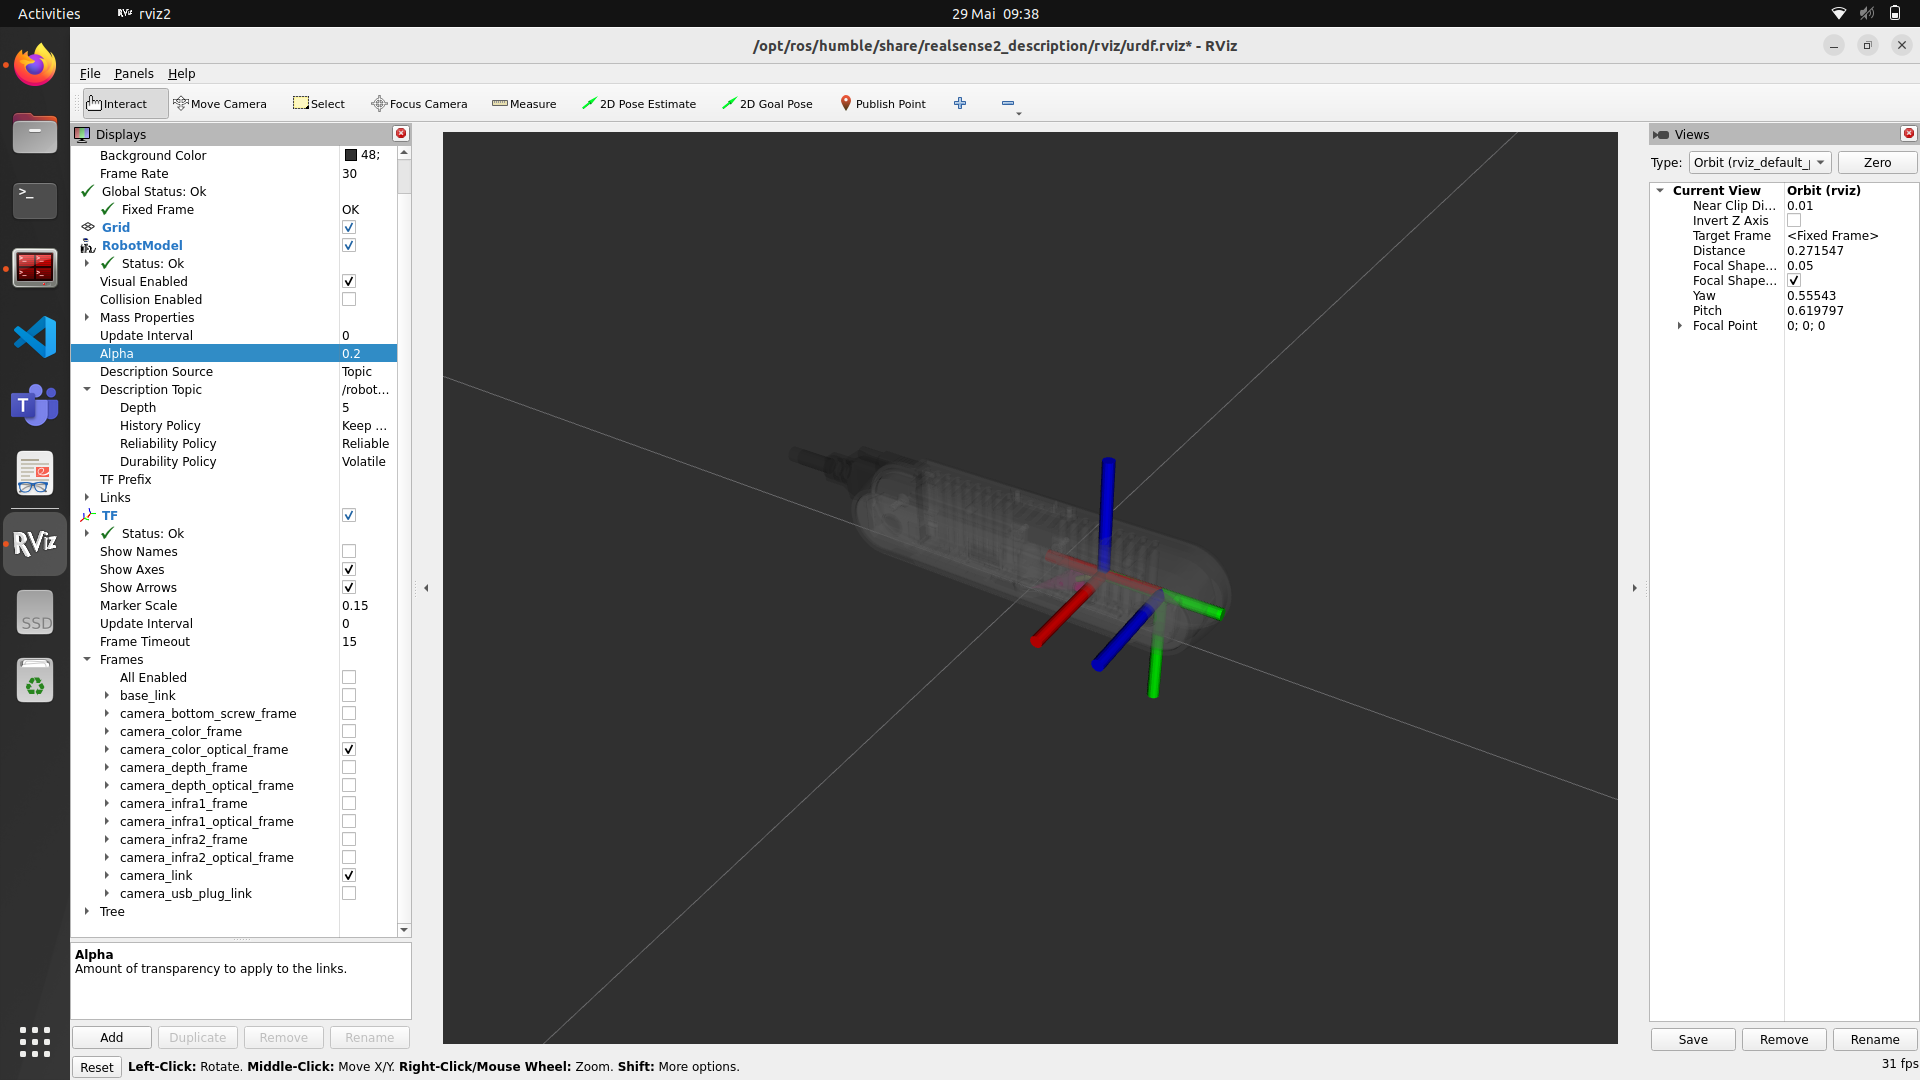 Activities
rviz2
29 Mai 09:38
/opt/ros/humble/share/realsense2_description/rviz/urdf.rviz* - RViz
File Panels Help
Interact Move Camera Select Focus Camera Measure 2D Pose Estimate 2D Goal Pose Publish Point
Displays
Background Color 48;
Frame Rate 30
Global Status: Ok
Fixed Frame OK
Grid
RobotModel
Status: Ok
Visual Enabled
Collision Enabled
Mass Properties
Update Interval 0
Alpha 0.2
Description Source Topic
Description Topic /robot...
Depth 5
History Policy Keep ...
Reliability Policy Reliable
Durability Policy Volatile
TF Prefix
Links
TF
Status: Ok
Show Names
Show Axes
Show Arrows
Marker Scale 0.15
Update Interval 0
Frame Timeout 15
Frames
All Enabled
base_link
camera_bottom_screw_frame
camera_color_frame
camera_color_optical_frame
camera_depth_frame
camera_depth_optical_frame
camera_infra1_frame
camera_infra1_optical_frame
camera_infra2_frame
camera_infra2_optical_frame
camera_link
camera_usb_plug_link
Tree
Alpha
Amount of transparency to apply to the links.
Add Duplicate Remove Rename
Reset Left-Click: Rotate. Middle-Click: Move X/Y. Right-Click/Mouse Wheel: Zoom. Shift: More options.
Views
Type: Orbit (rviz_default_ Zero
Current View Orbit (rviz)
Near Clip Di... 0.01
Invert Z Axis
Target Frame <Fixed Frame>
Distance 0.271547
Focal Shape... 0.05
Focal Shape...
Yaw 0.55543
Pitch 0.619797
Focal Point 0; 0; 0
Save Remove Rename
31 fps
T
RViz
SSD